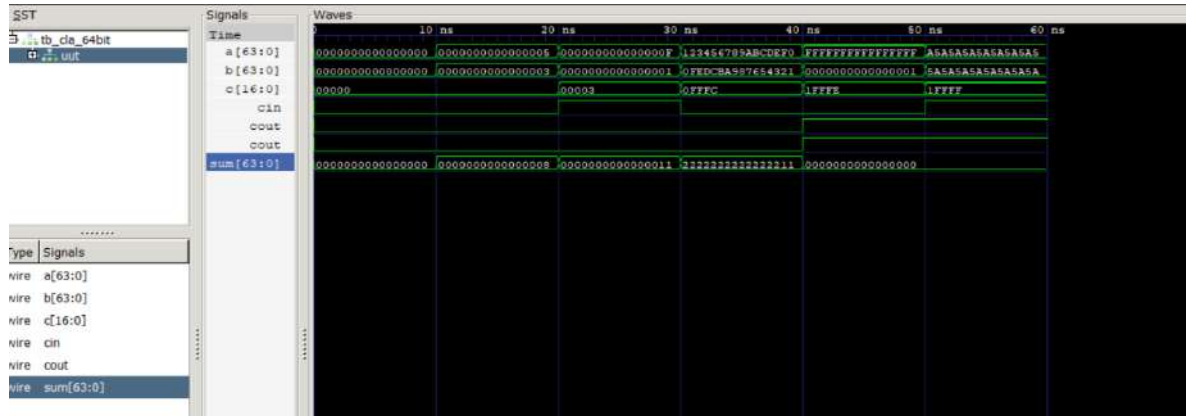 SST
tb_cla_64bit
uut
Signals
Time
a[63:0]
b[63:0]
c[16:0]
cin
cout
cout
sum[63:0]
Waves
0 10 ns 20 ns 30 ns 40 ns 50 ns 60 ns
0000000000000000 0000000000000005 000000000000000F 123456789ABCDEF0 FFFFFFFFFFFFFFFF A5A5A5A5A5A5A5A5
0000000000000000 0000000000000003 0000000000000001 0FEDCBA987654321 0000000000000001 5A5A5A5A5A5A5A5A
00000 00003 0FFFC 1FFFE 1FFFF
0000000000000000 0000000000000008 0000000000000011 2222222222222211 0000000000000000
Type Signals
wire a[63:0]
wire b[63:0]
wire c[16:0]
wire cin
wire cout
wire sum[63:0]